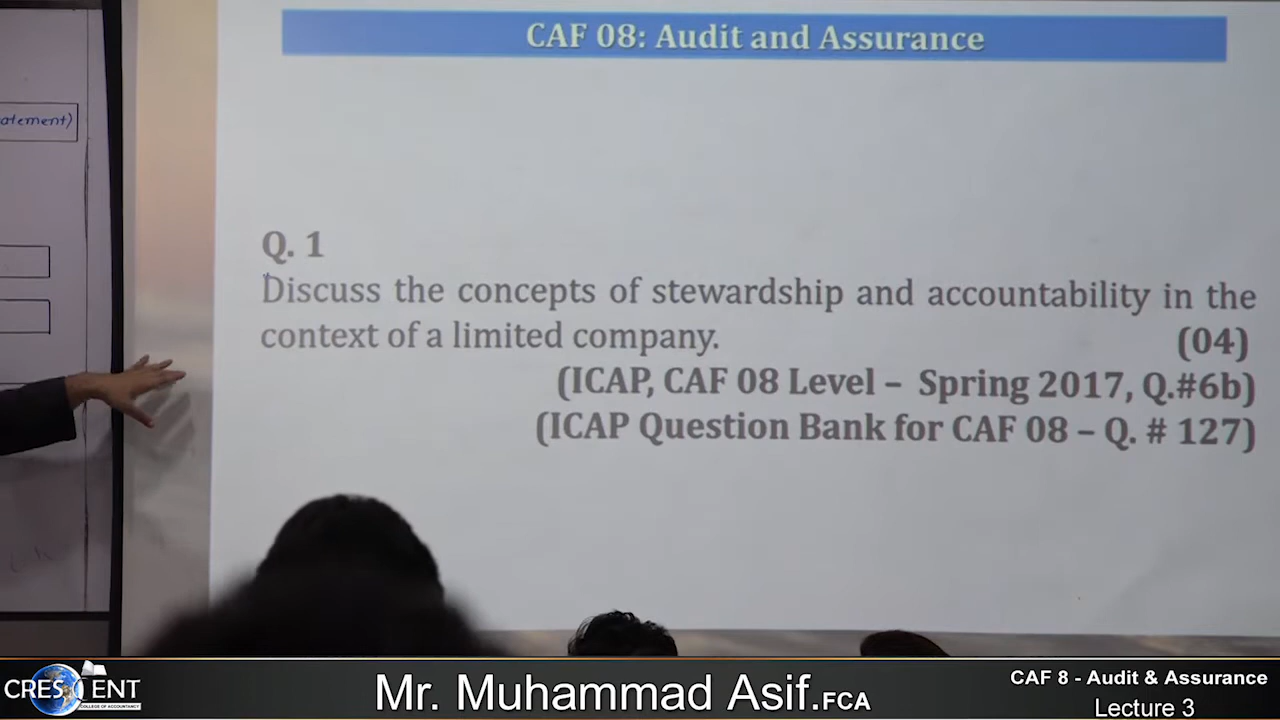 CAF 08: Audit and Assurance
atement)
Q. 1
Discuss the concepts of stewardship and accountability in the
context of a limited company. (04)
(ICAP, CAF 08 Level – Spring 2017, Q.#6b)
(ICAP Question Bank for CAF 08 – Q. # 127)
CRESCENT
COLLEGE OF ACCOUNTANCY
Mr. Muhammad Asif.FCA
CAF 8 - Audit & Assurance
Lecture 3